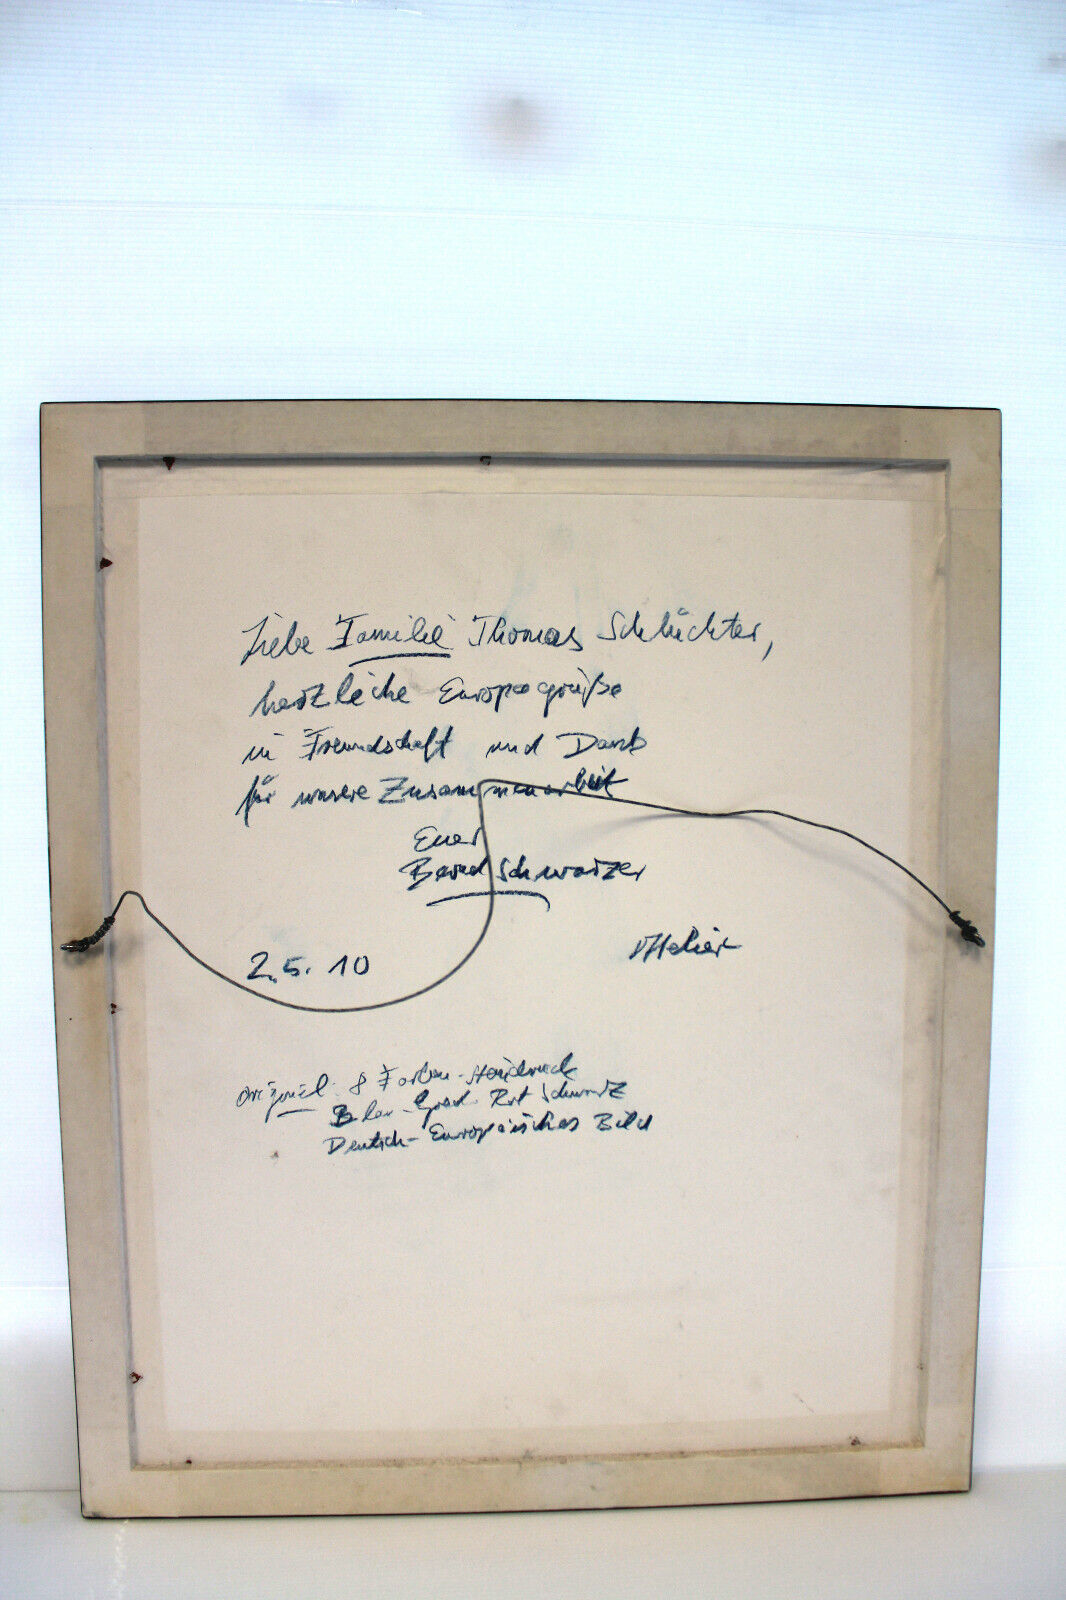 Liebe Familie Thomas Schlüchter,
herzliche Europagrüße
in Freundschaft und Dank
für unsere Zusammenarbeit
Euer
Bernd Schwarzer
2.5.10
Atelier
Original: 8 Farben-Handdruck
Blau-Gold Rot Schwarz
Deutsch-Europäisches Bild